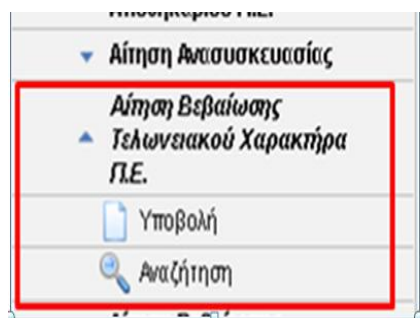 Αίτηση Ανασυσκευασίας
Αίτηση Βεβαίωσης
Τελωνειακού Χαρακτήρα
Π.Ε.
Υποβολή
Αναζήτηση